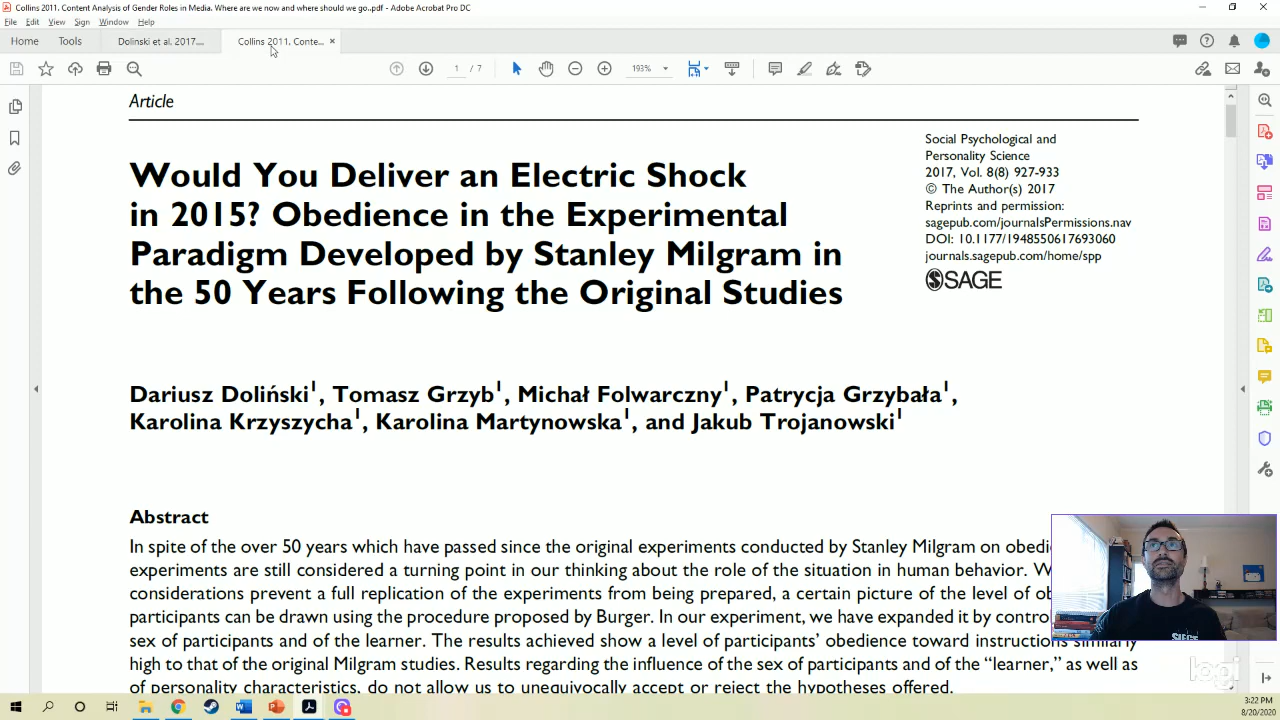 Collins 2011. Content Analysis of Gender Roles in Media. Where are we now and where should we go..pdf - Adobe Acrobat Pro DC
File Edit View Sign Window Help
Home Tools Dolinski et al, 2017.... Collins 2011, Conte... ×
1 / 7 193%
Article
Would You Deliver an Electric Shock
in 2015? Obedience in the Experimental
Paradigm Developed by Stanley Milgram in
the 50 Years Following the Original Studies
Social Psychological and
Personality Science
2017, Vol. 8(8) 927-933
© The Author(s) 2017
Reprints and permission:
sagepub.com/journalsPermissions.nav
DOI: 10.1177/1948550617693060
journals.sagepub.com/home/spp
SAGE
Dariusz Doliński1, Tomasz Grzyb1, Michał Folwarczny1, Patrycja Grzybała1,
Karolina Krzyszycha1, Karolina Martynowska1, and Jakub Trojanowski1
Abstract
In spite of the over 50 years which have passed since the original experiments conducted by Stanley Milgram on obedi
experiments are still considered a turning point in our thinking about the role of the situation in human behavior. W
considerations prevent a full replication of the experiments from being prepared, a certain picture of the level of ob
participants can be drawn using the procedure proposed by Burger. In our experiment, we have expanded it by contro
sex of participants and of the learner. The results achieved show a level of participants' obedience toward instructions similarly
high to that of the original Milgram studies. Results regarding the influence of the sex of participants and of the “learner,” as well as
of personality characteristics, do not allow us to unequivocally accept or reject the hypotheses offered.
SIEGE
logi
3:22 PM
8/20/2020